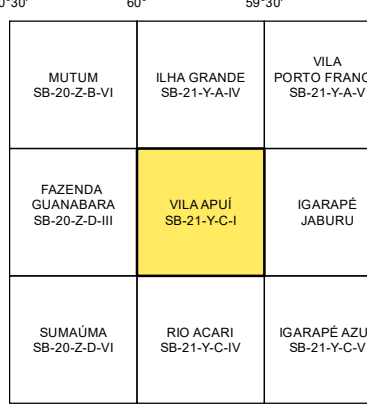 60°
59°30'
MUTUM
SB-20-Z-B-VI
ILHA GRANDE
SB-21-Y-A-IV
VILA
PORTO FRANC
SB-21-Y-A-V
FAZENDA
GUANABARA
SB-20-Z-D-III
VILA APUÍ
SB-21-Y-C-I
IGARAPÉ
JABURU
SUMAÚMA
SB-20-Z-D-VI
RIO ACARI
SB-21-Y-C-IV
IGARAPÉ AZU
SB-21-Y-C-V